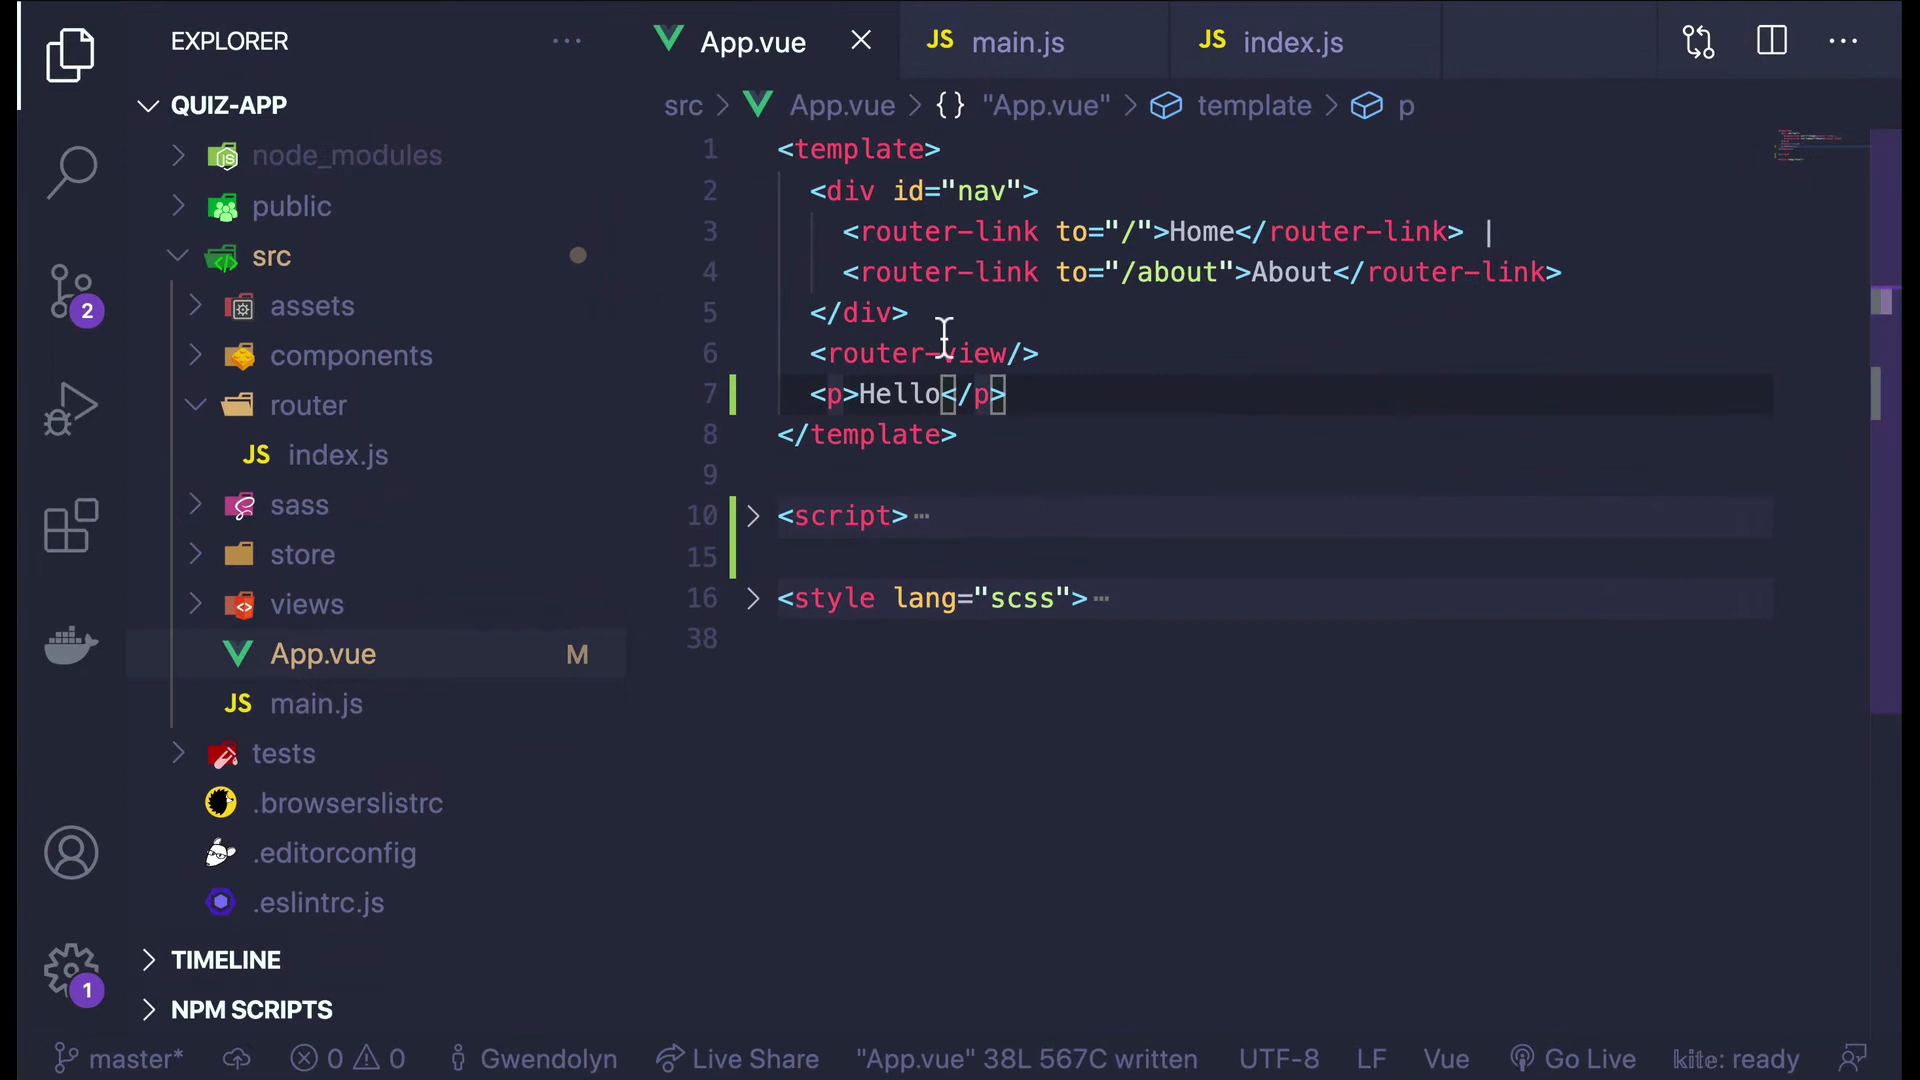 EXPLORER
QUIZ-APP
node_modules
public
src
assets
components
router
JS index.js
sass
store
views
App.vue M
JS main.js
tests
.browserslistrc
.editorconfig
.eslintrc.js
TIMELINE
NPM SCRIPTS
2
1
App.vue
JS main.js
JS index.js
src > App.vue > {} "App.vue" > template > p
1 <template>
2 <div id="nav">
3 <router-link to="/">Home</router-link> |
4 <router-link to="/about">About</router-link>
5 </div>
6 <router-view/>
7 <p>Hello</p>
8 </template>
9
10 <script>
15
16 <style lang="scss">
38
master* 0 0 Gwendolyn Live Share "App.vue" 38L 567C written UTF-8 LF Vue Go Live kite: ready